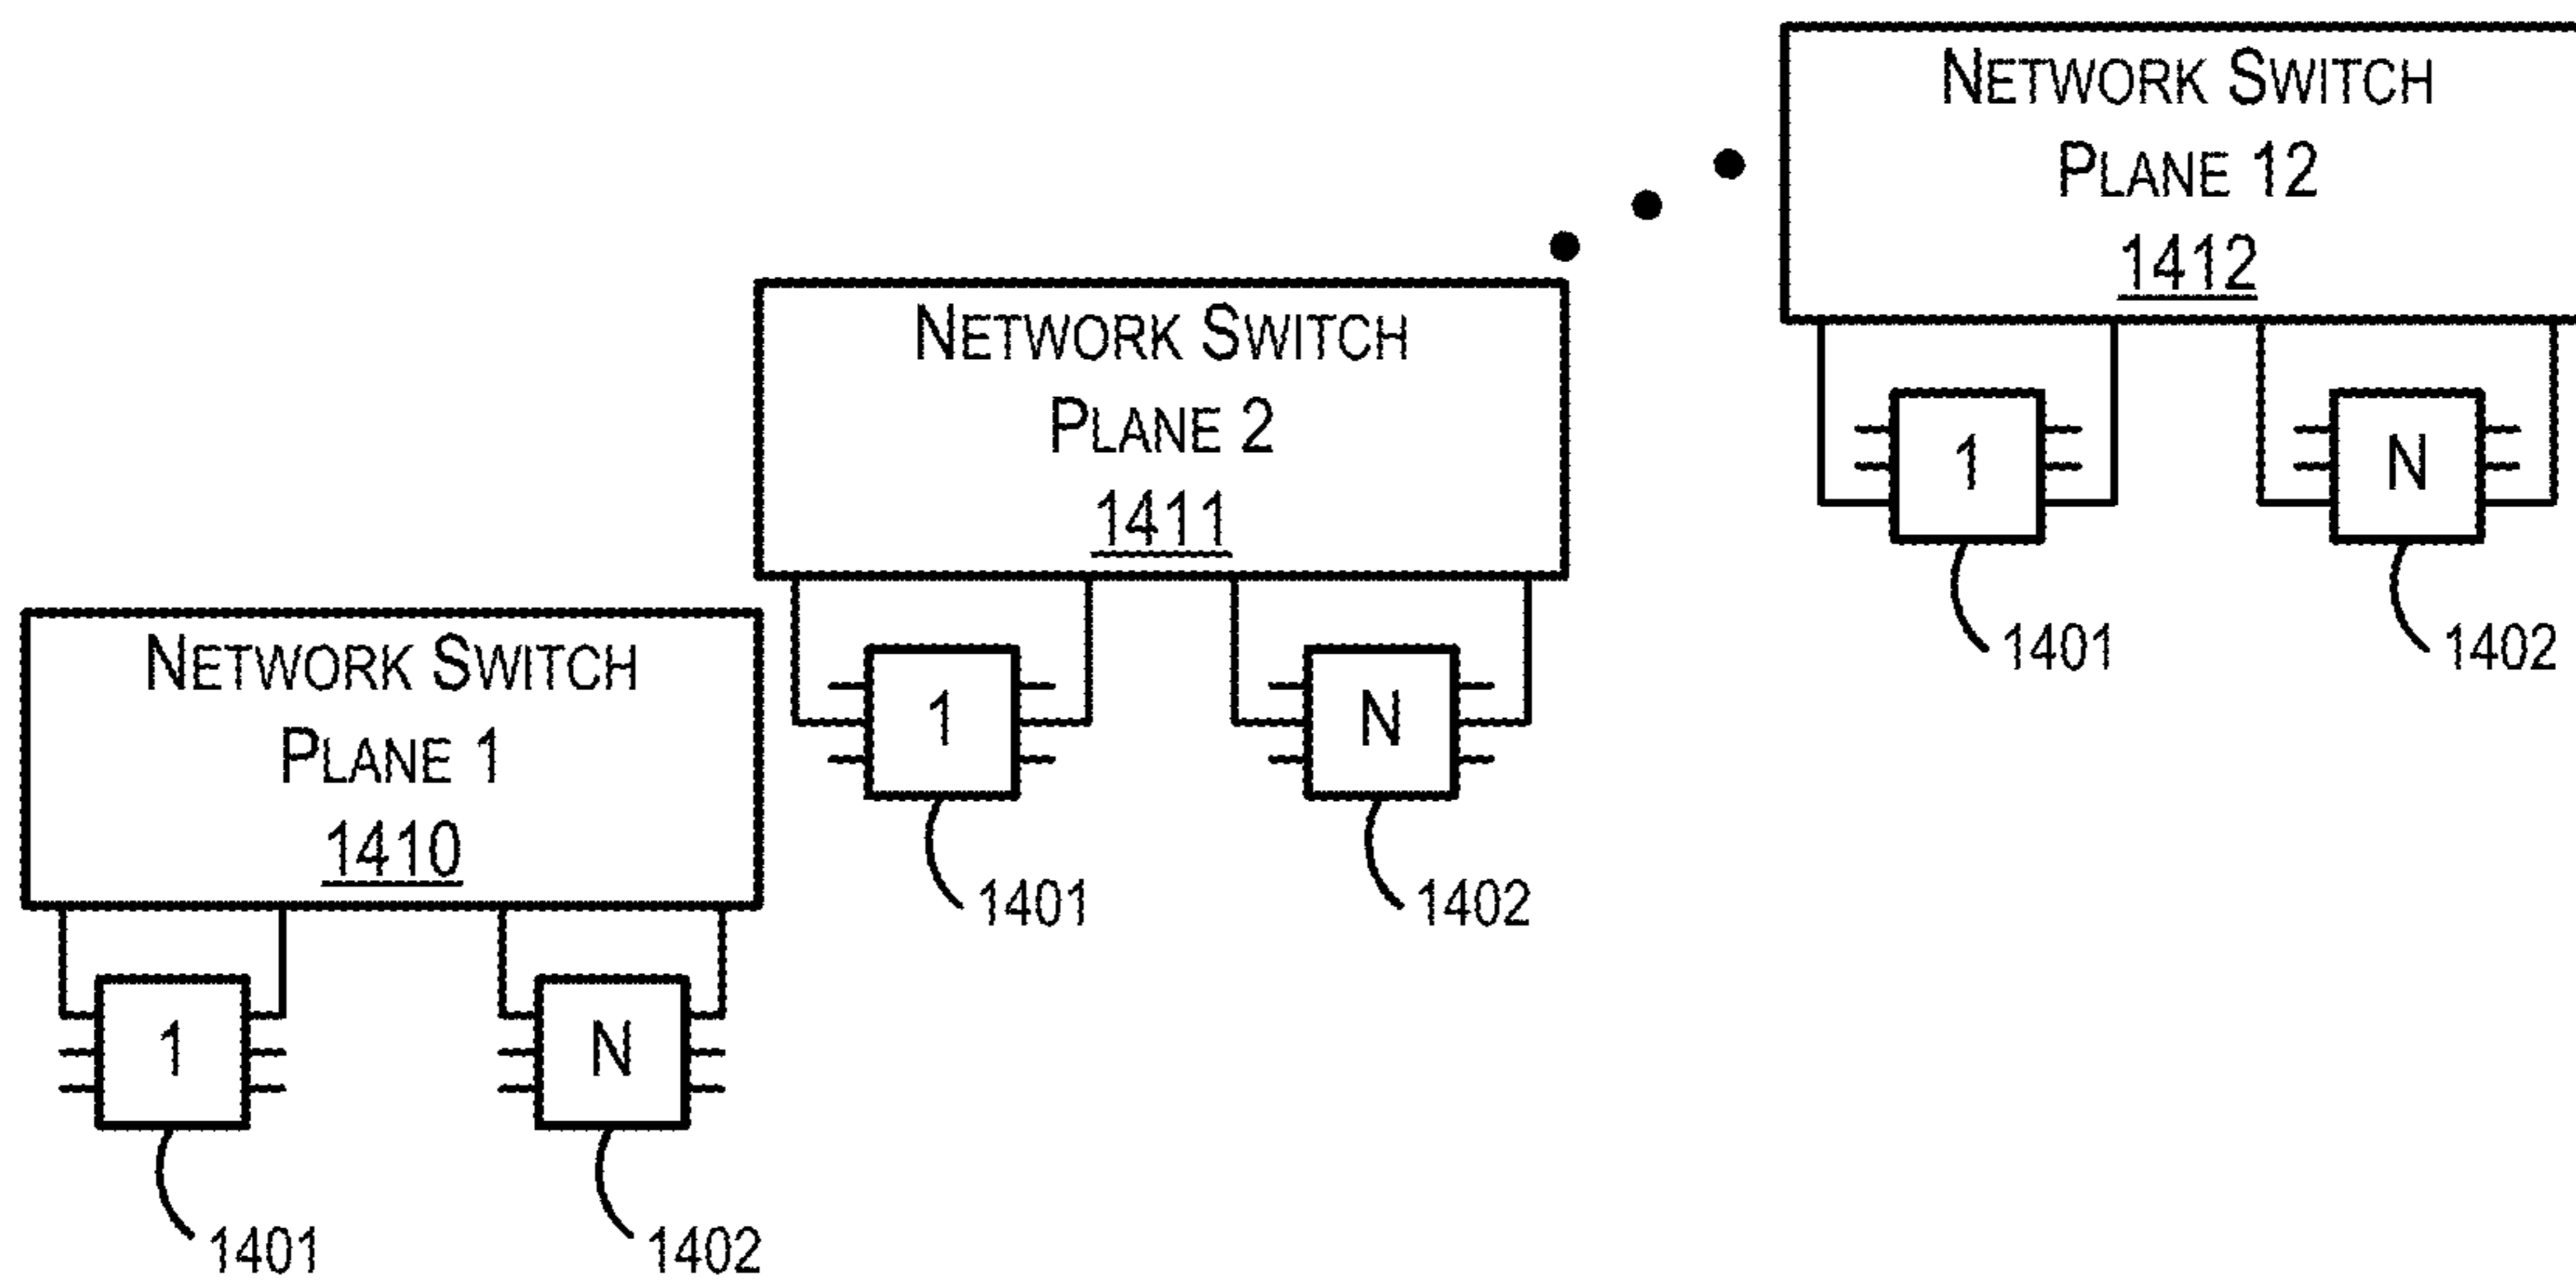 NETWORK SWITCH
PLANE 12
1412
1
N
1401
1402
NETWORK SWITCH
PLANE 2
1411
1
N
1401
1402
NETWORK SWITCH
PLANE 1
1410
1
N
1401
1402